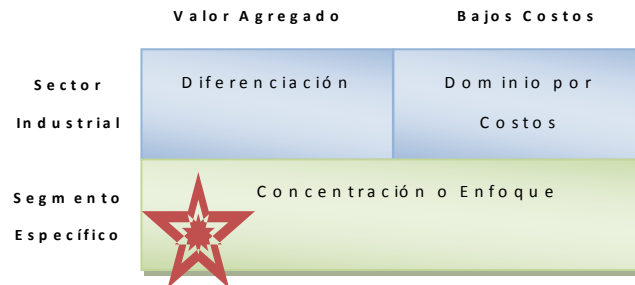 Valor Agregado
Bajos Costos
Sector
Industrial
Diferenciación
Dominio por
Costos
Segmento
Específico
Concentración o Enfoque